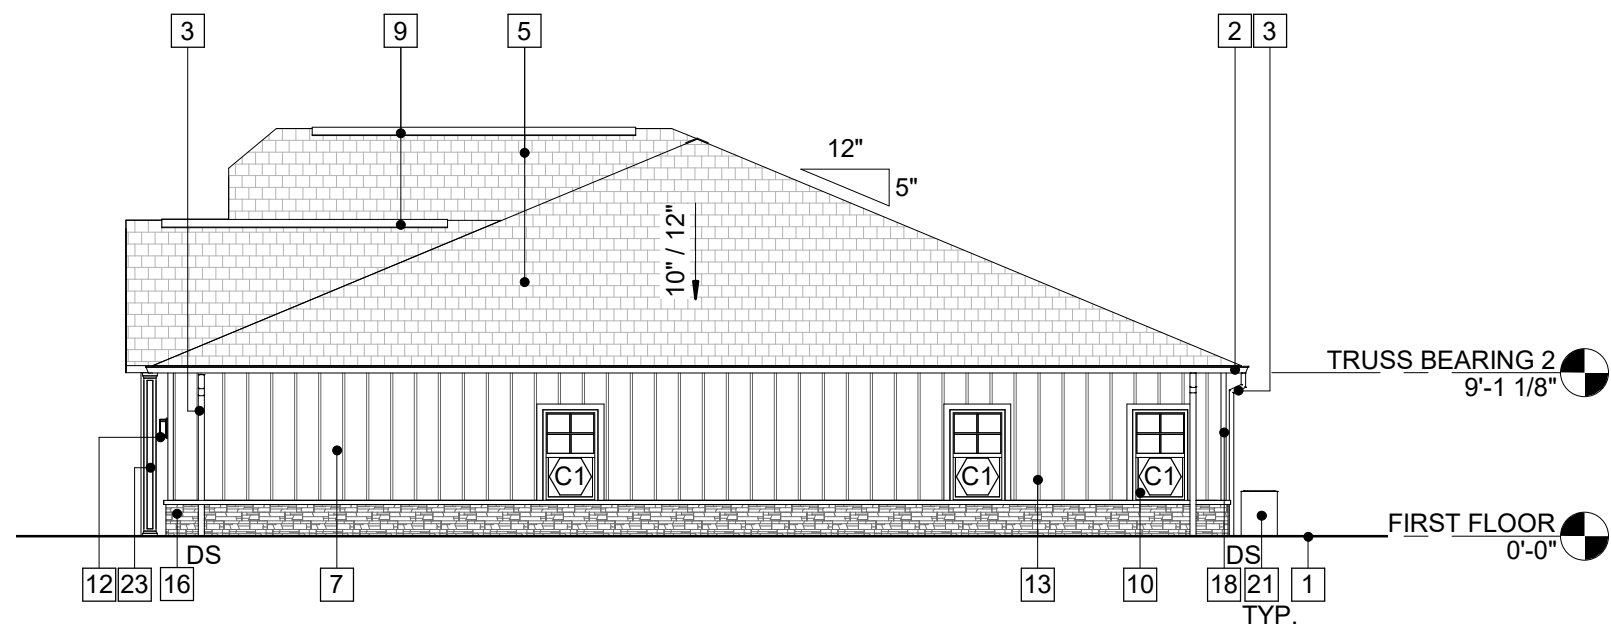 3
9
5
2
3
12"
5"
10" / 12"
TRUSS BEARING 2
9'-1 1/8"
C1
C1
C1
FIRST FLOOR
0'-0"
DS
DS
12
23
16
7
13
10
18
21
1
TYP.